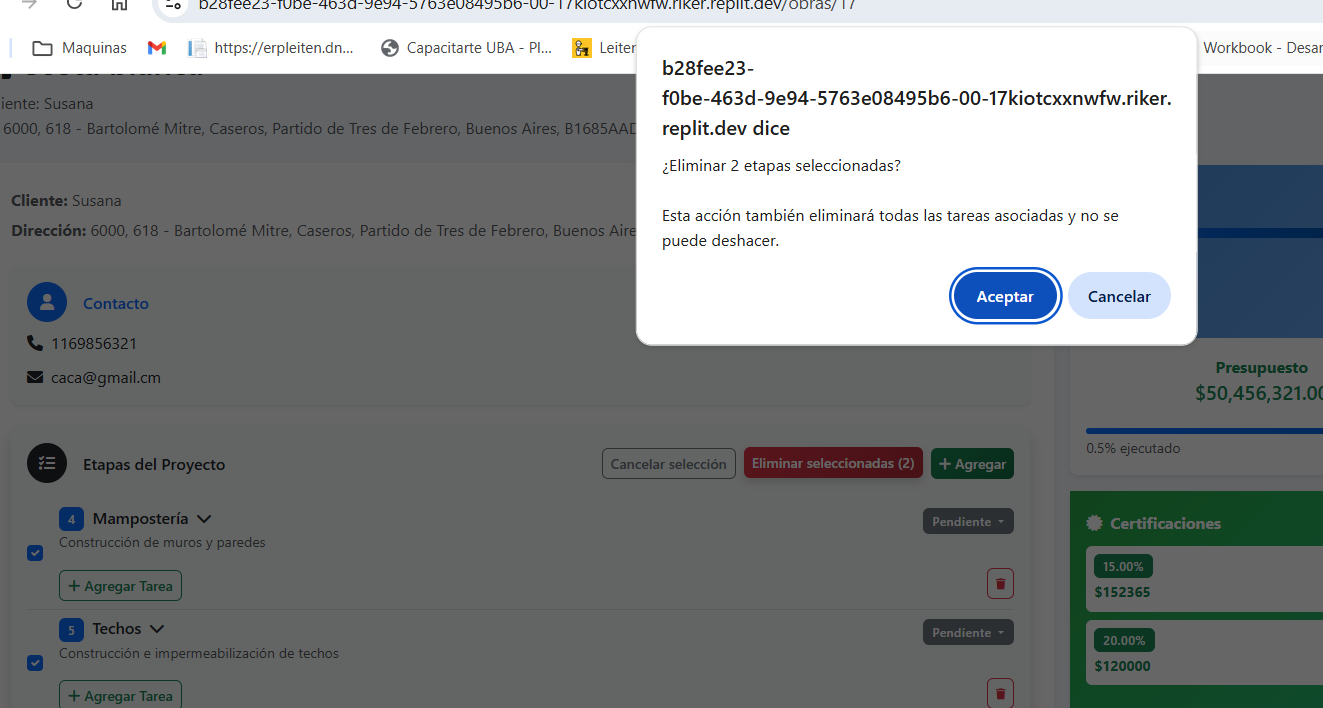 b28fee23-f0be-463d-9e94-5763e08495b6-00-17kiotcxxnwfw.riker.replit.dev/obras/17
Maquinas
https://erpleiten.dn...
Capacitarte UBA - Pl...
Leiten
Workbook - Desar
b28fee23-
f0be-463d-9e94-5763e08495b6-00-17kiotcxxnwfw.riker.
replit.dev dice
¿Eliminar 2 etapas seleccionadas?
Esta acción también eliminará todas las tareas asociadas y no se
puede deshacer.
Aceptar
Cancelar
iente: Susana
6000, 618 - Bartolomé Mitre, Caseros, Partido de Tres de Febrero, Buenos Aires, B1685AAD
Cliente: Susana
Dirección: 6000, 618 - Bartolomé Mitre, Caseros, Partido de Tres de Febrero, Buenos Aire
Contacto
1169856321
caca@gmail.cm
Presupuesto
$50,456,321.00
0.5% ejecutado
Etapas del Proyecto
Cancelar selección
Eliminar seleccionadas (2)
+ Agregar
4 Mampostería
Pendiente
Construcción de muros y paredes
+ Agregar Tarea
5 Techos
Pendiente
Construcción e impermeabilización de techos
+ Agregar Tarea
Certificaciones
15.00%
$152365
20.00%
$120000